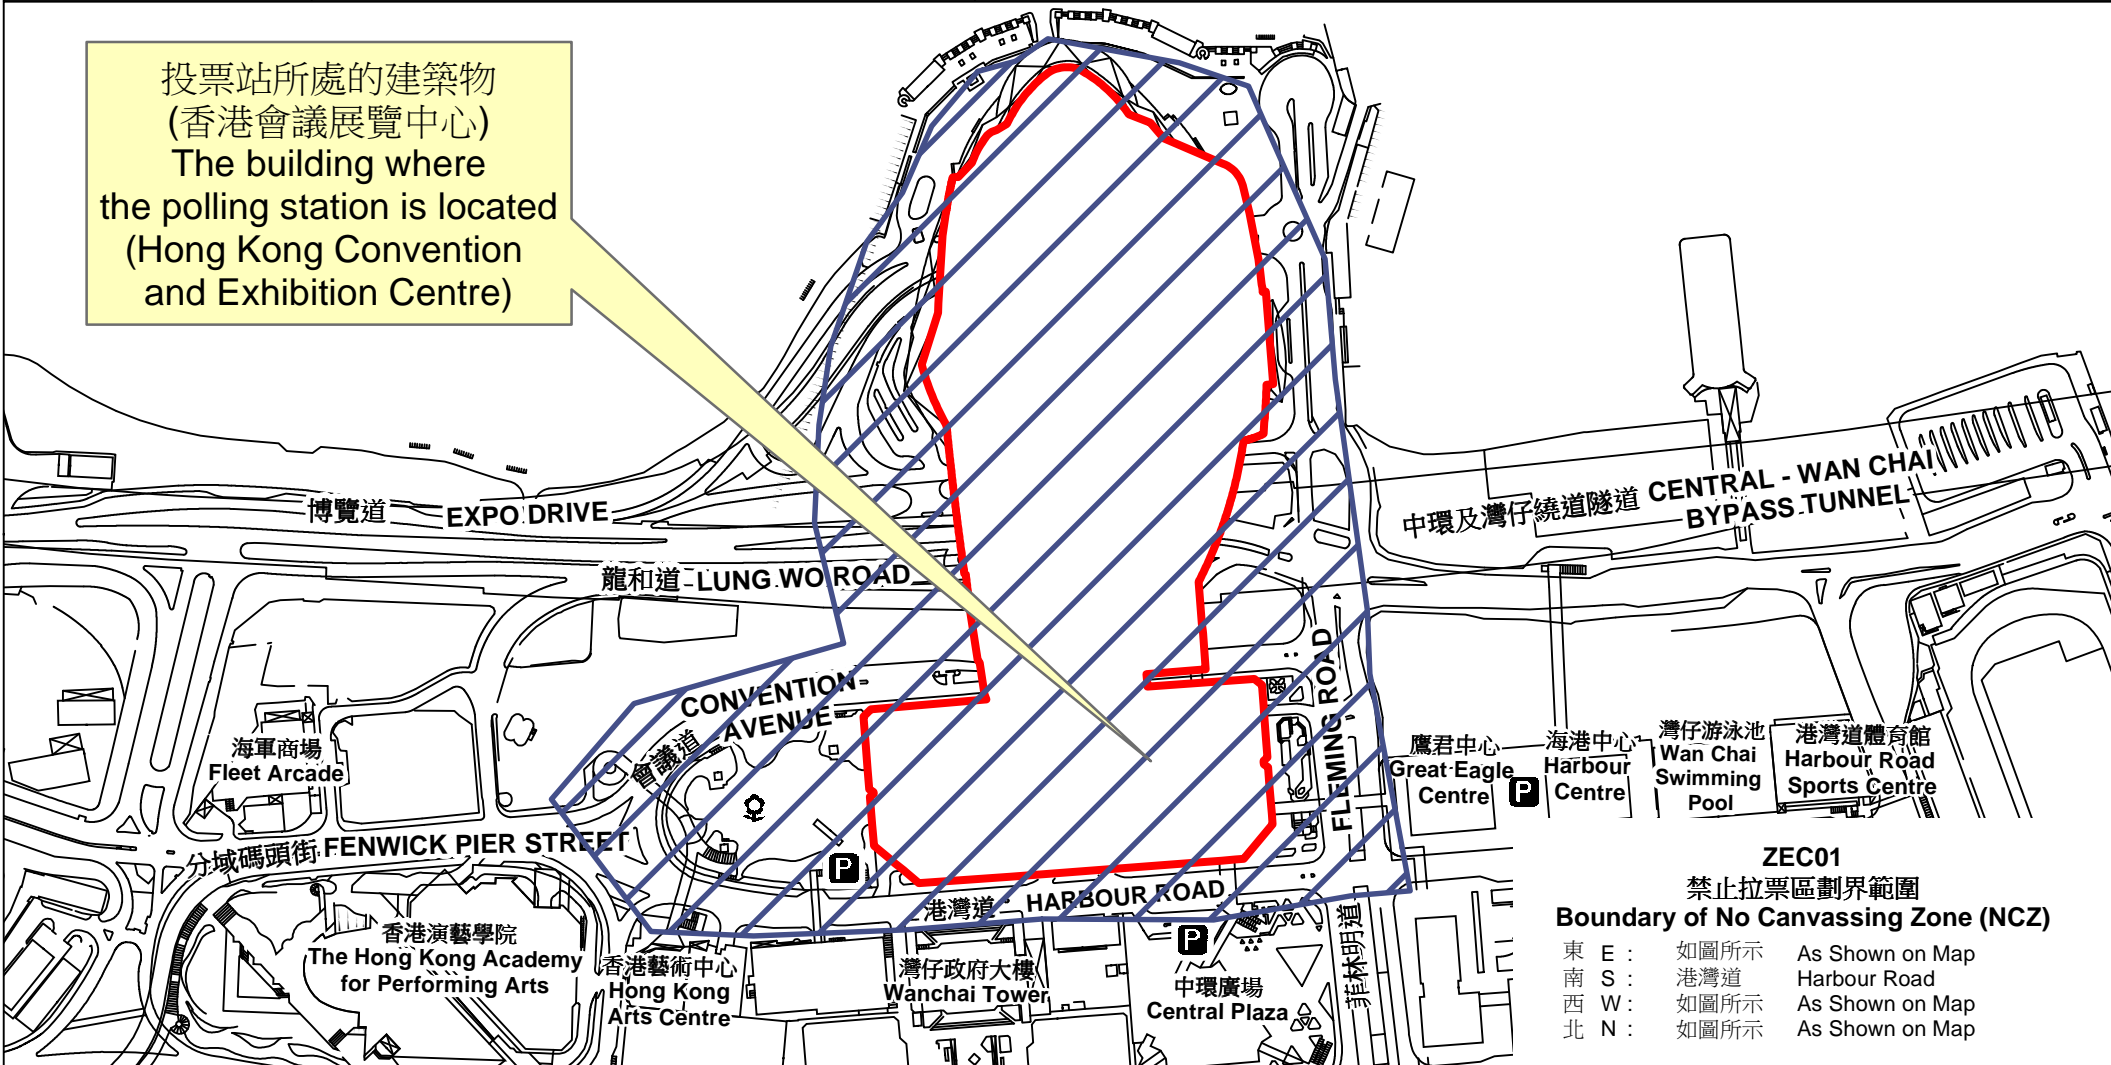 投票站所處的建築物
(香港會議展覽中心)
The building where
the polling station is located
(Hong Kong Convention
and Exhibition Centre)
博覽道 EXPO DRIVE
中環及灣仔繞道隧道 CENTRAL - WAN CHAI
BYPASS TUNNEL
龍和道 LUNG WO ROAD
CONVENTION
AVENUE
會議道
FLEMING ROAD
海軍商場
Fleet Arcade
鷹君中心
Great Eagle
Centre
P
海港中心
Harbour
Centre
灣仔游泳池
Wan Chai
Swimming
Pool
港灣道體育館
Harbour Road
Sports Centre
分域碼頭街 FENWICK PIER STREET
P
港灣道 HARBOUR ROAD
P
菲林明道
香港演藝學院
The Hong Kong Academy
for Performing Arts
香港藝術中心
Hong Kong
Arts Centre
灣仔政府大樓
Wanchai Tower
中環廣場
Central Plaza
ZEC01
禁止拉票區劃界範圍
Boundary of No Canvassing Zone (NCZ)
東 E : 如圖所示 As Shown on Map
南 S : 港灣道 Harbour Road
西 W : 如圖所示 As Shown on Map
北 N : 如圖所示 As Shown on Map